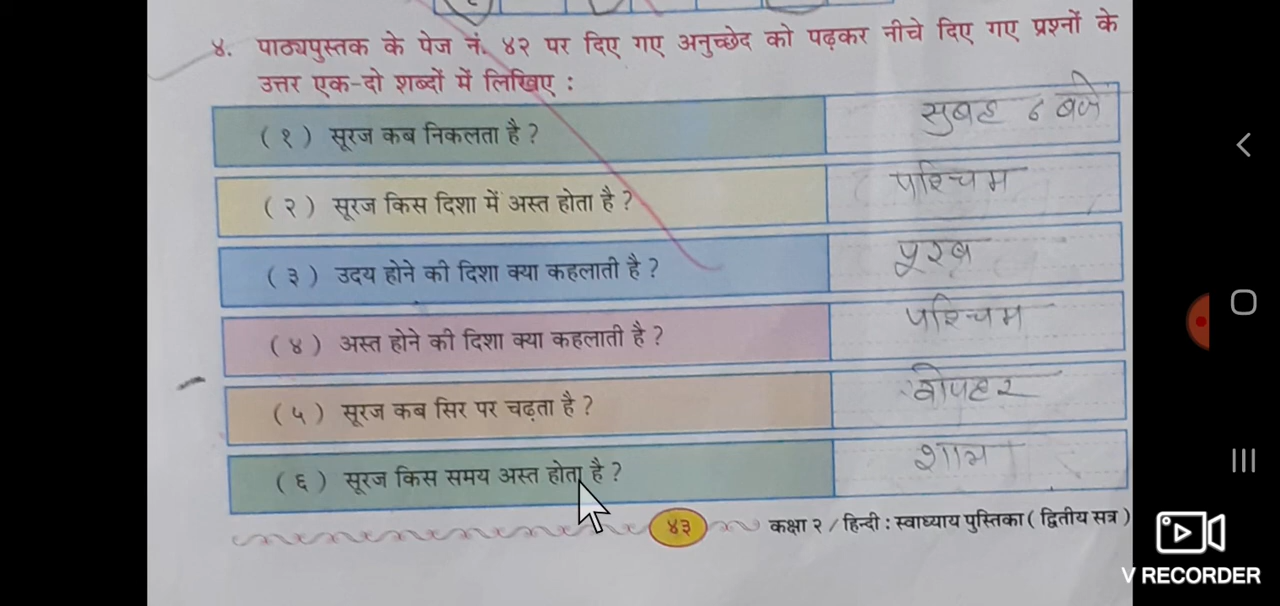 ४. पाठ्यपुस्तक के पेज नं. ४२ पर दिए गए अनुच्छेद को पढ़कर नीचे दिए गए प्रश्नों के
उत्तर एक-दो शब्दों में लिखिए :
(१) सूरज कब निकलता है ? सुबह ६ बजे
(२) सूरज किस दिशा में अस्त होता है ? पश्चिम
(३) उदय होने की दिशा क्या कहलाती है ? पूरब
(४) अस्त होने की दिशा क्या कहलाती है ? पश्चिम
(५) सूरज कब सिर पर चढ़ता है ? दोपहर
(६) सूरज किस समय अस्त होता है ? शाम
४३ कक्षा २ / हिन्दी : स्वाध्याय पुस्तिका ( द्वितीय सत्र )
V RECORDER